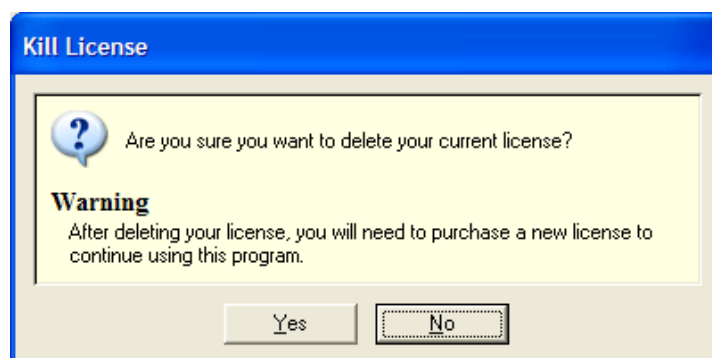 Kill License
Are you sure you want to delete your current license?
Warning
After deleting your license, you will need to purchase a new license to
continue using this program.
Yes
No